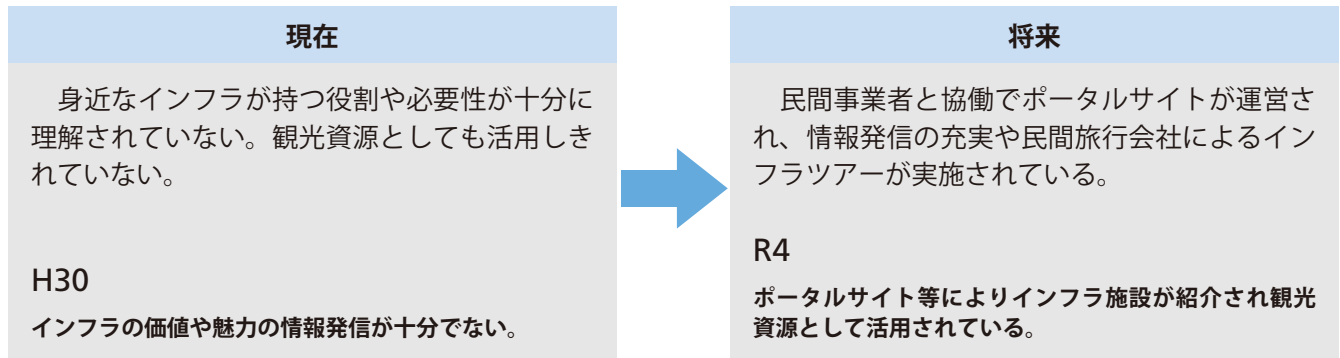 現在
身近なインフラが持つ役割や必要性が十分に
理解されていない。観光資源としても活用しき
れていない。
H30
インフラの価値や魅力の情報発信が十分でない。
将来
民間事業者と協働でポータルサイトが運営さ
れ、情報発信の充実や民間旅行会社によるイン
フラツアーが実施されている。
R4
ポータルサイト等によりインフラ施設が紹介され観光
資源として活用されている。